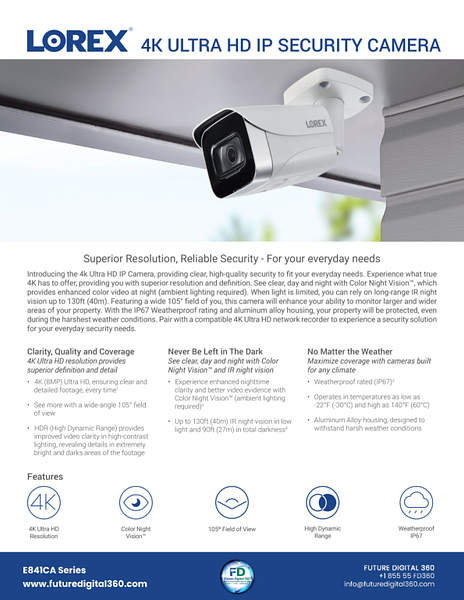 LOREX® 4K ULTRA HD IP SECURITY CAMERA
LOREX
Superior Resolution, Reliable Security - For your everyday needs
Introducing the 4k Ultra HD IP Camera, providing clear, high-quality security to fit your everyday needs. Experience what true
4K has to offer, providing you with superior resolution and definition. See clear, day and night with Color Night Vision™, which
provides enhanced color video at night (ambient lighting required). When light is limited, you can rely on long-range IR night
vision up to 130ft (40m). Featuring a wide 105° field of you, this camera will enhance your ability to monitor larger and wider
areas of your property. With the IP67 Weatherproof rating and aluminum alloy housing, your property will be protected, even
during the harshest weather conditions. Pair with a compatible 4K Ultra HD network recorder to experience a security solution
for your everyday security needs.
Clarity, Quality and Coverage
4K Ultra HD resolution provides
superior definition and detail
• 4K (8MP) Ultra HD, ensuring clear and
detailed footage, every time¹
• See more with a wide-angle 105° field
of view
• HDR (High Dynamic Range) provides
improved video clarity in high-contrast
lighting, revealing details in extremely
bright and darks areas of the footage
Never Be Left in The Dark
See clear, day and night with Color
Night Vision™ and IR night vision
• Experience enhanced nighttime
clarity and better video evidence with
Color Night Vision™ (ambient lighting
required)³
• Up to 130ft (40m) IR night vision in low
light and 90ft (27m) in total darkness⁴
No Matter the Weather
Maximize coverage with cameras built
for any climate
• Weatherproof rated (IP67)²
• Operates in temperatures as low as
-22°F (-30°C) and high as 140°F (60°C)
• Aluminum Alloy housing, designed to
withstand harsh weather conditions
Features
4K
4K Ultra HD
Resolution
Color Night
Vision™
105° Field of View
High Dynamic
Range
Weatherproof
IP67
E841CA Series
www.futuredigital360.com
FD
Future Digital 360
FUTURE DIGITAL 360
+1 855 55 FD360
info@futuredigital360.com